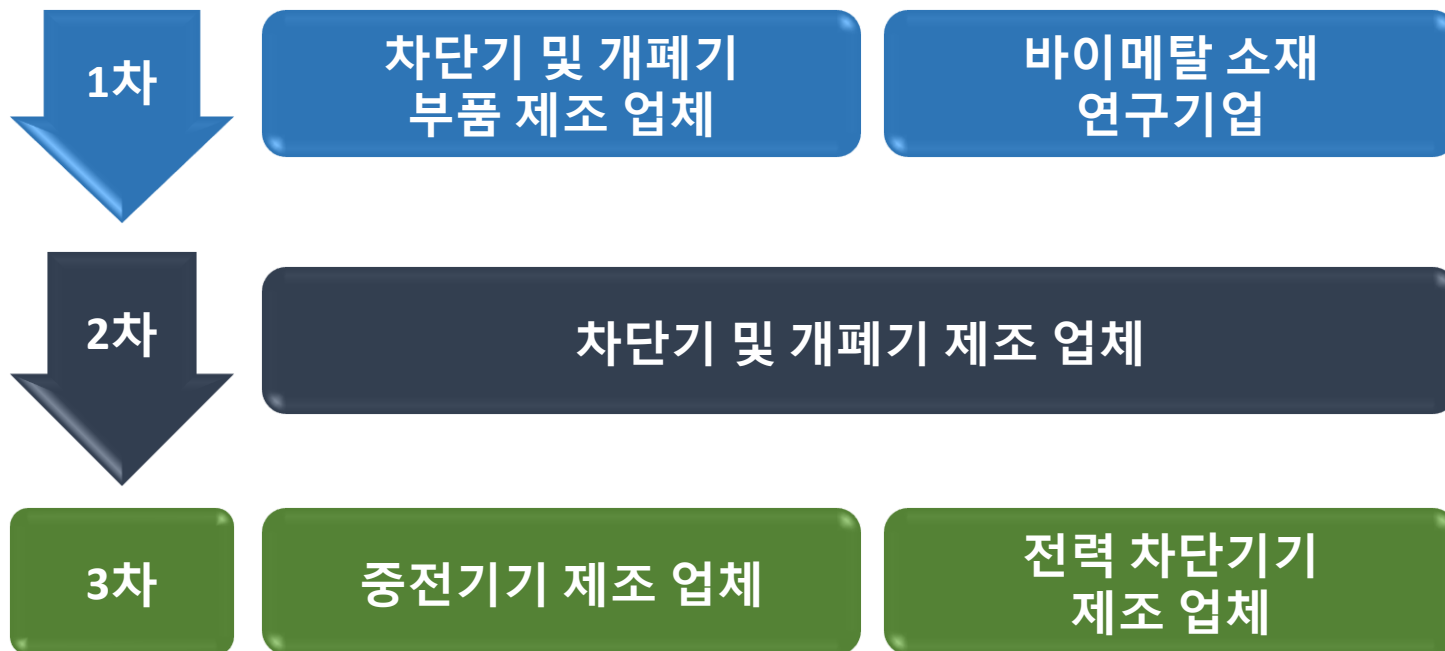 1차
차단기 및 개폐기
부품 제조 업체
바이메탈 소재
연구기업
2차
차단기 및 개폐기 제조 업체
3차
중전기기 제조 업체
전력 차단기기
제조 업체